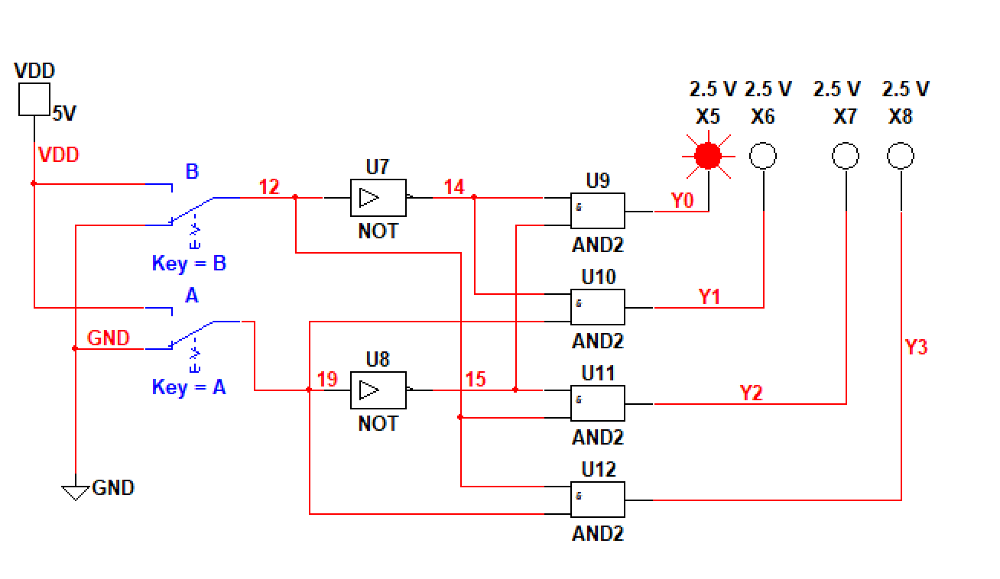 VDD
5V
VDD
2.5 V 2.5 V 2.5 V 2.5 V
X5 X6 X7 X8
B
12
U7
NOT
14
Key = B
A
GND
Key = A
19
U8
NOT
15
GND
U9
&
AND2
Y0
U10
&
AND2
Y1
U11
&
AND2
Y2
U12
&
AND2
Y3